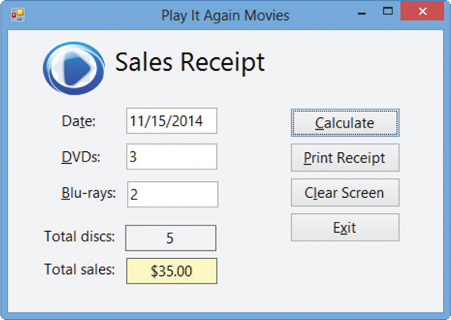 Play It Again Movies
Sales Receipt
Date: 11/15/2014
DVDs: 3
Blu-rays: 2
Total discs: 5
Total sales: $35.00
Calculate
Print Receipt
Clear Screen
Exit